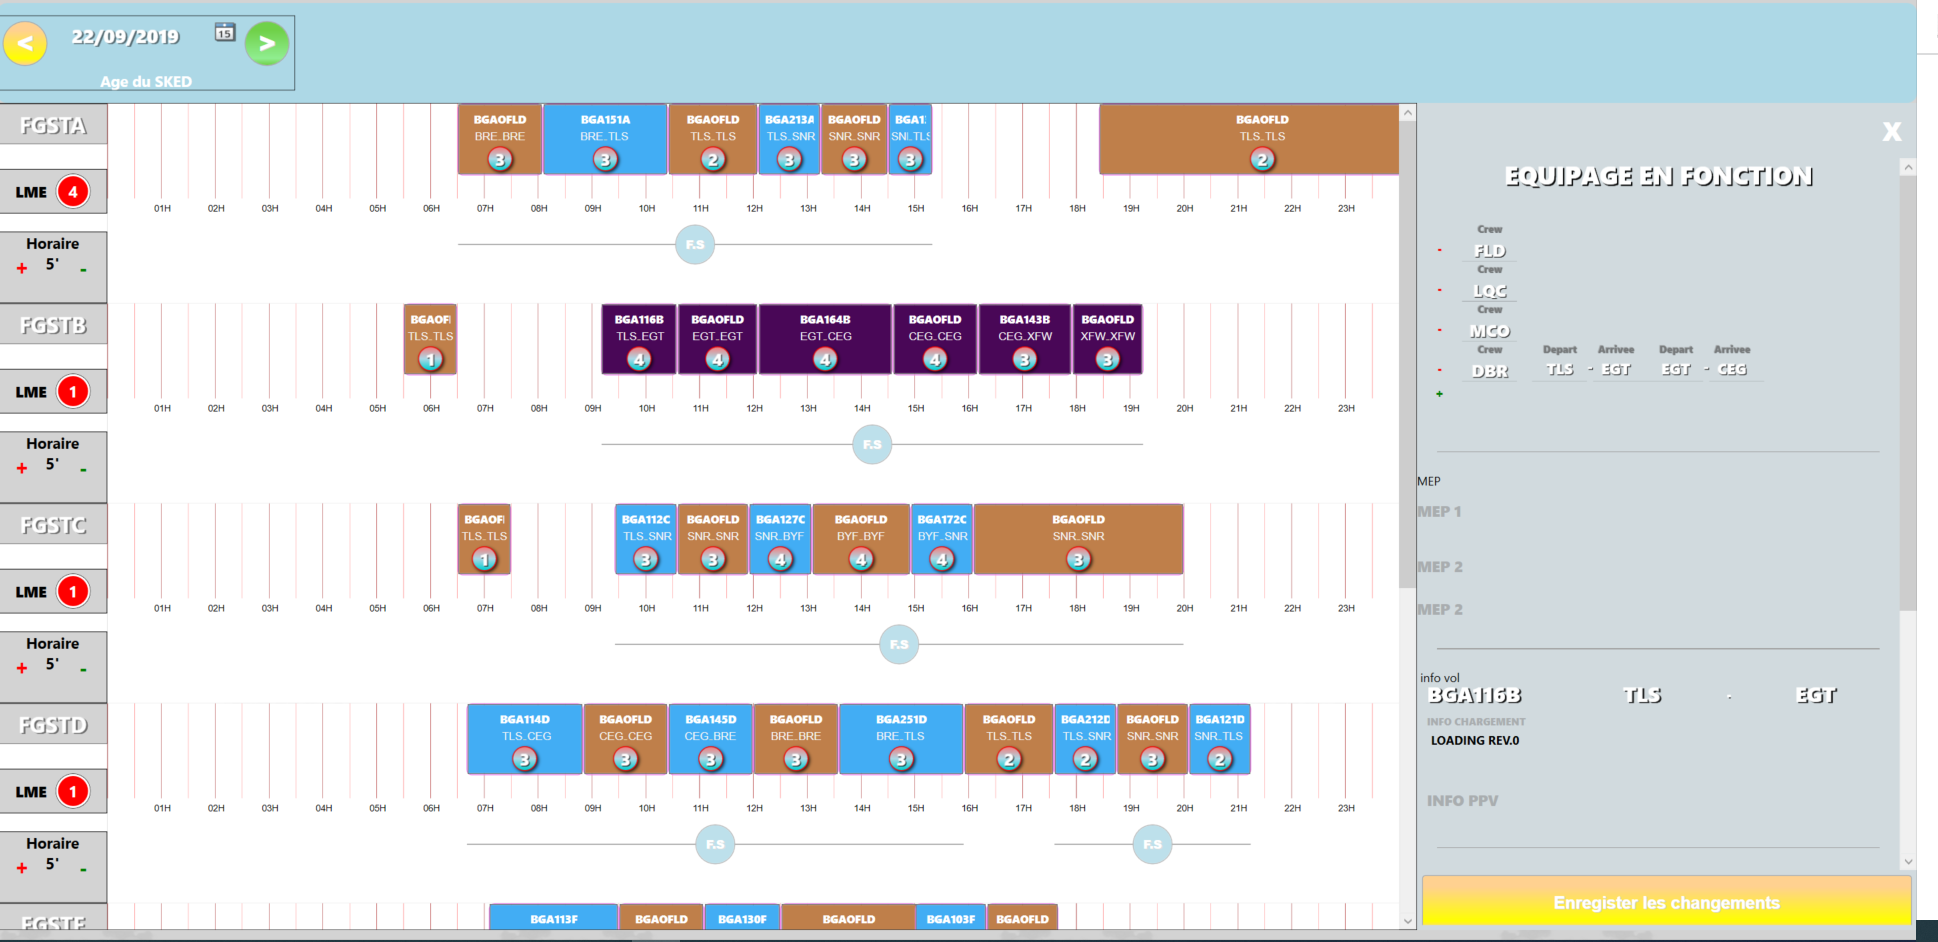 < 22/09/2019 15 >
Age du SKED
X
EQUIPAGE EN FONCTION
FGSTA
BGAOFLD BGA151A BGAOFLD BGA213A BGAOFLD BGA1 BGAOFLD
BRE_BRE BRE_TLS TLS_TLS TLS_SNR SNR_SNR SNI_TLS TLS_TLS
3 3 2 3 3 3 2
LME 4
01H 02H 03H 04H 05H 06H 07H 08H 09H 10H 11H 12H 13H 14H 15H 16H 17H 18H 19H 20H 21H 22H 23H
Horaire
+ 5' -
F.S
FGSTB
BGAOF BGA116B BGAOFLD BGA164B BGAOFLD BGA143B BGAOFLD
TLS_TLS TLS_EGT EGT_EGT EGT_CEG CEG_CEG CEG_XFW XFW_XFW
1 4 4 4 4 3 3
LME 1
01H 02H 03H 04H 05H 06H 07H 08H 09H 10H 11H 12H 13H 14H 15H 16H 17H 18H 19H 20H 21H 22H 23H
Horaire
+ 5' -
F.S
FGSTC
BGAOF BGA112C BGAOFLD BGA127C BGAOFLD BGA172C BGAOFLD
TLS_TLS TLS_SNR SNR_SNR SNR_BYF BYF_BYF BYF_SNR SNR_SNR
1 3 3 4 4 4 3
LME 1
01H 02H 03H 04H 05H 06H 07H 08H 09H 10H 11H 12H 13H 14H 15H 16H 17H 18H 19H 20H 21H 22H 23H
Horaire
+ 5' -
F.S
FGSTD
BGA114D BGAOFLD BGA145D BGAOFLD BGA251D BGAOFLD BGA212D BGAOFLD BGA121D
TLS_CEG CEG_CEG CEG_BRE BRE_BRE BRE_TLS TLS_TLS TLS_SNR SNR_SNR SNR_TLS
3 3 3 3 3 2 2 3 2
LME 1
01H 02H 03H 04H 05H 06H 07H 08H 09H 10H 11H 12H 13H 14H 15H 16H 17H 18H 19H 20H 21H 22H 23H
Horaire
+ 5' -
F.S F.S
BGA113F BGAOFLD BGA130F BGAOFLD BGA103F BGAOFLD
Crew
- FLD
Crew
- LQC
Crew
- MCO
Crew Depart Arrivee Depart Arrivee
- DBR TLS - EGT EGT - CEG
+
MEP
MEP 1
MEP 2
MEP 2
info vol
BGA116B TLS - EGT
INFO CHARGEMENT
LOADING REV.0
INFO PPV
Enregister les changements